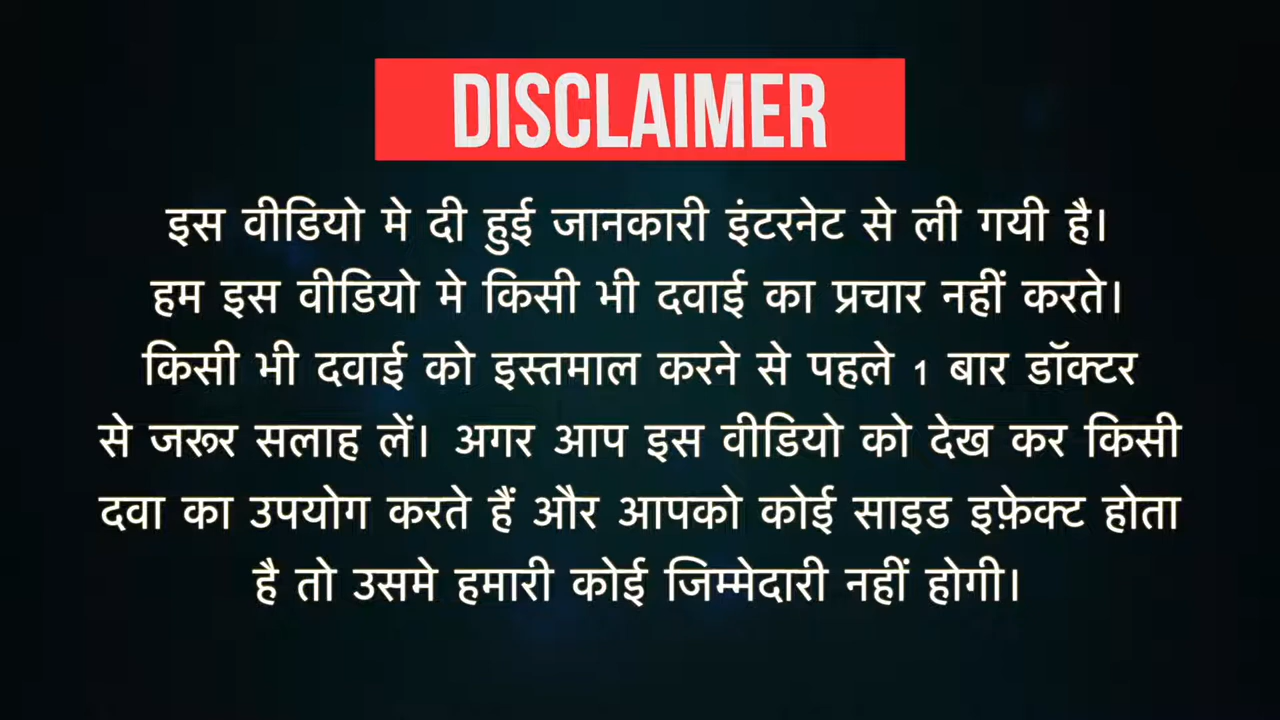 DISCLAIMER
इस वीडियो मे दी हुई जानकारी इंटरनेट से ली गयी है।
हम इस वीडियो मे किसी भी दवाई का प्रचार नहीं करते।
किसी भी दवाई को इस्तमाल करने से पहले 1 बार डॉक्टर
से जरूर सलाह लें। अगर आप इस वीडियो को देख कर किसी
दवा का उपयोग करते हैं और आपको कोई साइड इफ़ेक्ट होता
है तो उसमे हमारी कोई जिम्मेदारी नहीं होगी।